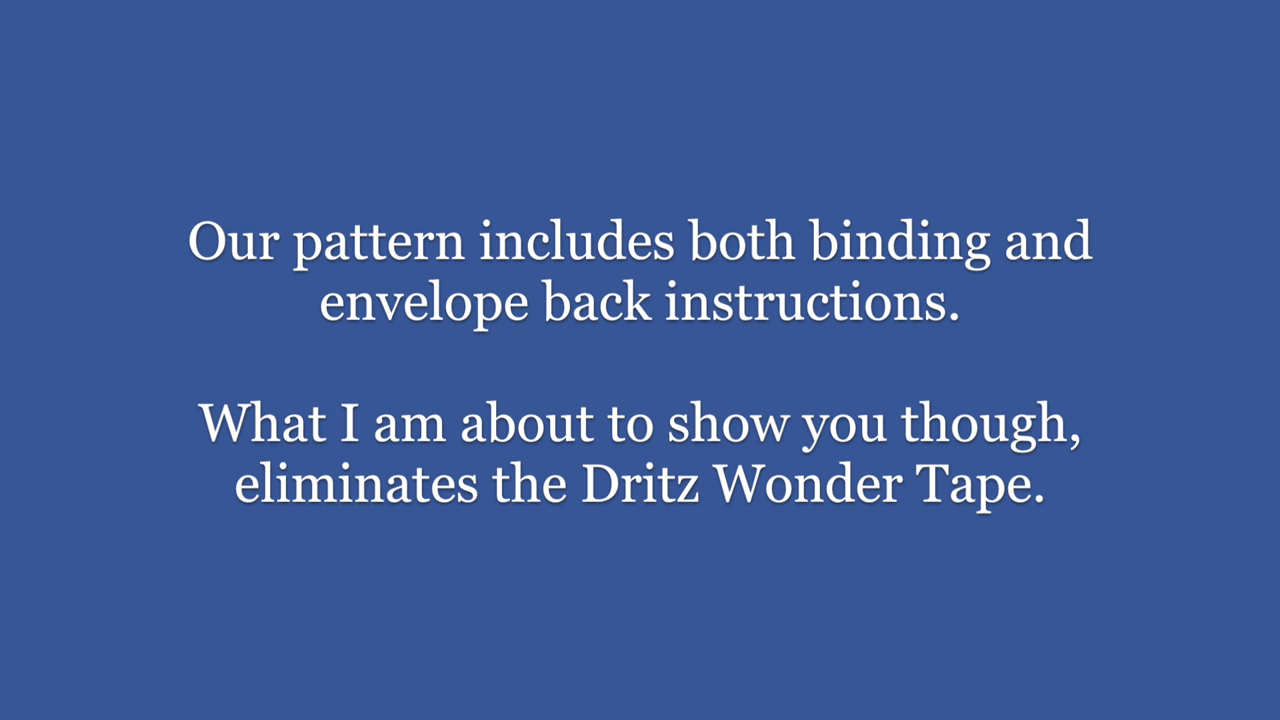 Our pattern includes both binding and
envelope back instructions.
What I am about to show you though,
eliminates the Dritz Wonder Tape.